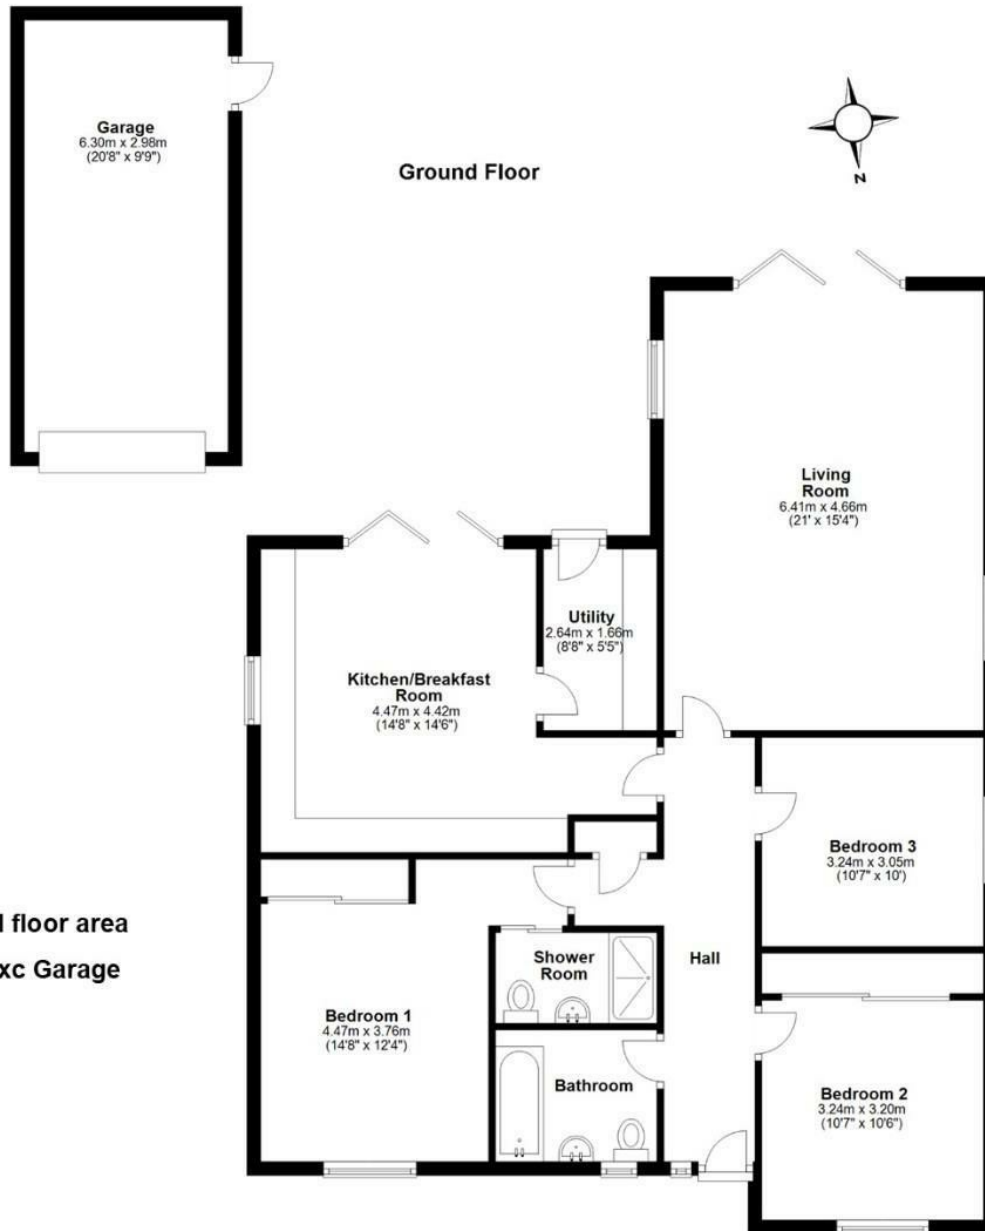 Garage
6.30m x 2.98m
(20'8" x 9'9")
Ground Floor
N
Living
Room
6.41m x 4.66m
(21' x 15'4")
Utility
2.64m x 1.66m
(8'8" x 5'5")
Kitchen/Breakfast
Room
4.47m x 4.42m
(14'8" x 14'6")
Bedroom 3
3.24m x 3.05m
(10'7" x 10')
floor area
Garage
Shower
Room
Hall
Bedroom 1
4.47m x 3.76m
(14'8" x 12'4")
Bathroom
Bedroom 2
3.24m x 3.20m
(10'7" x 10'6")